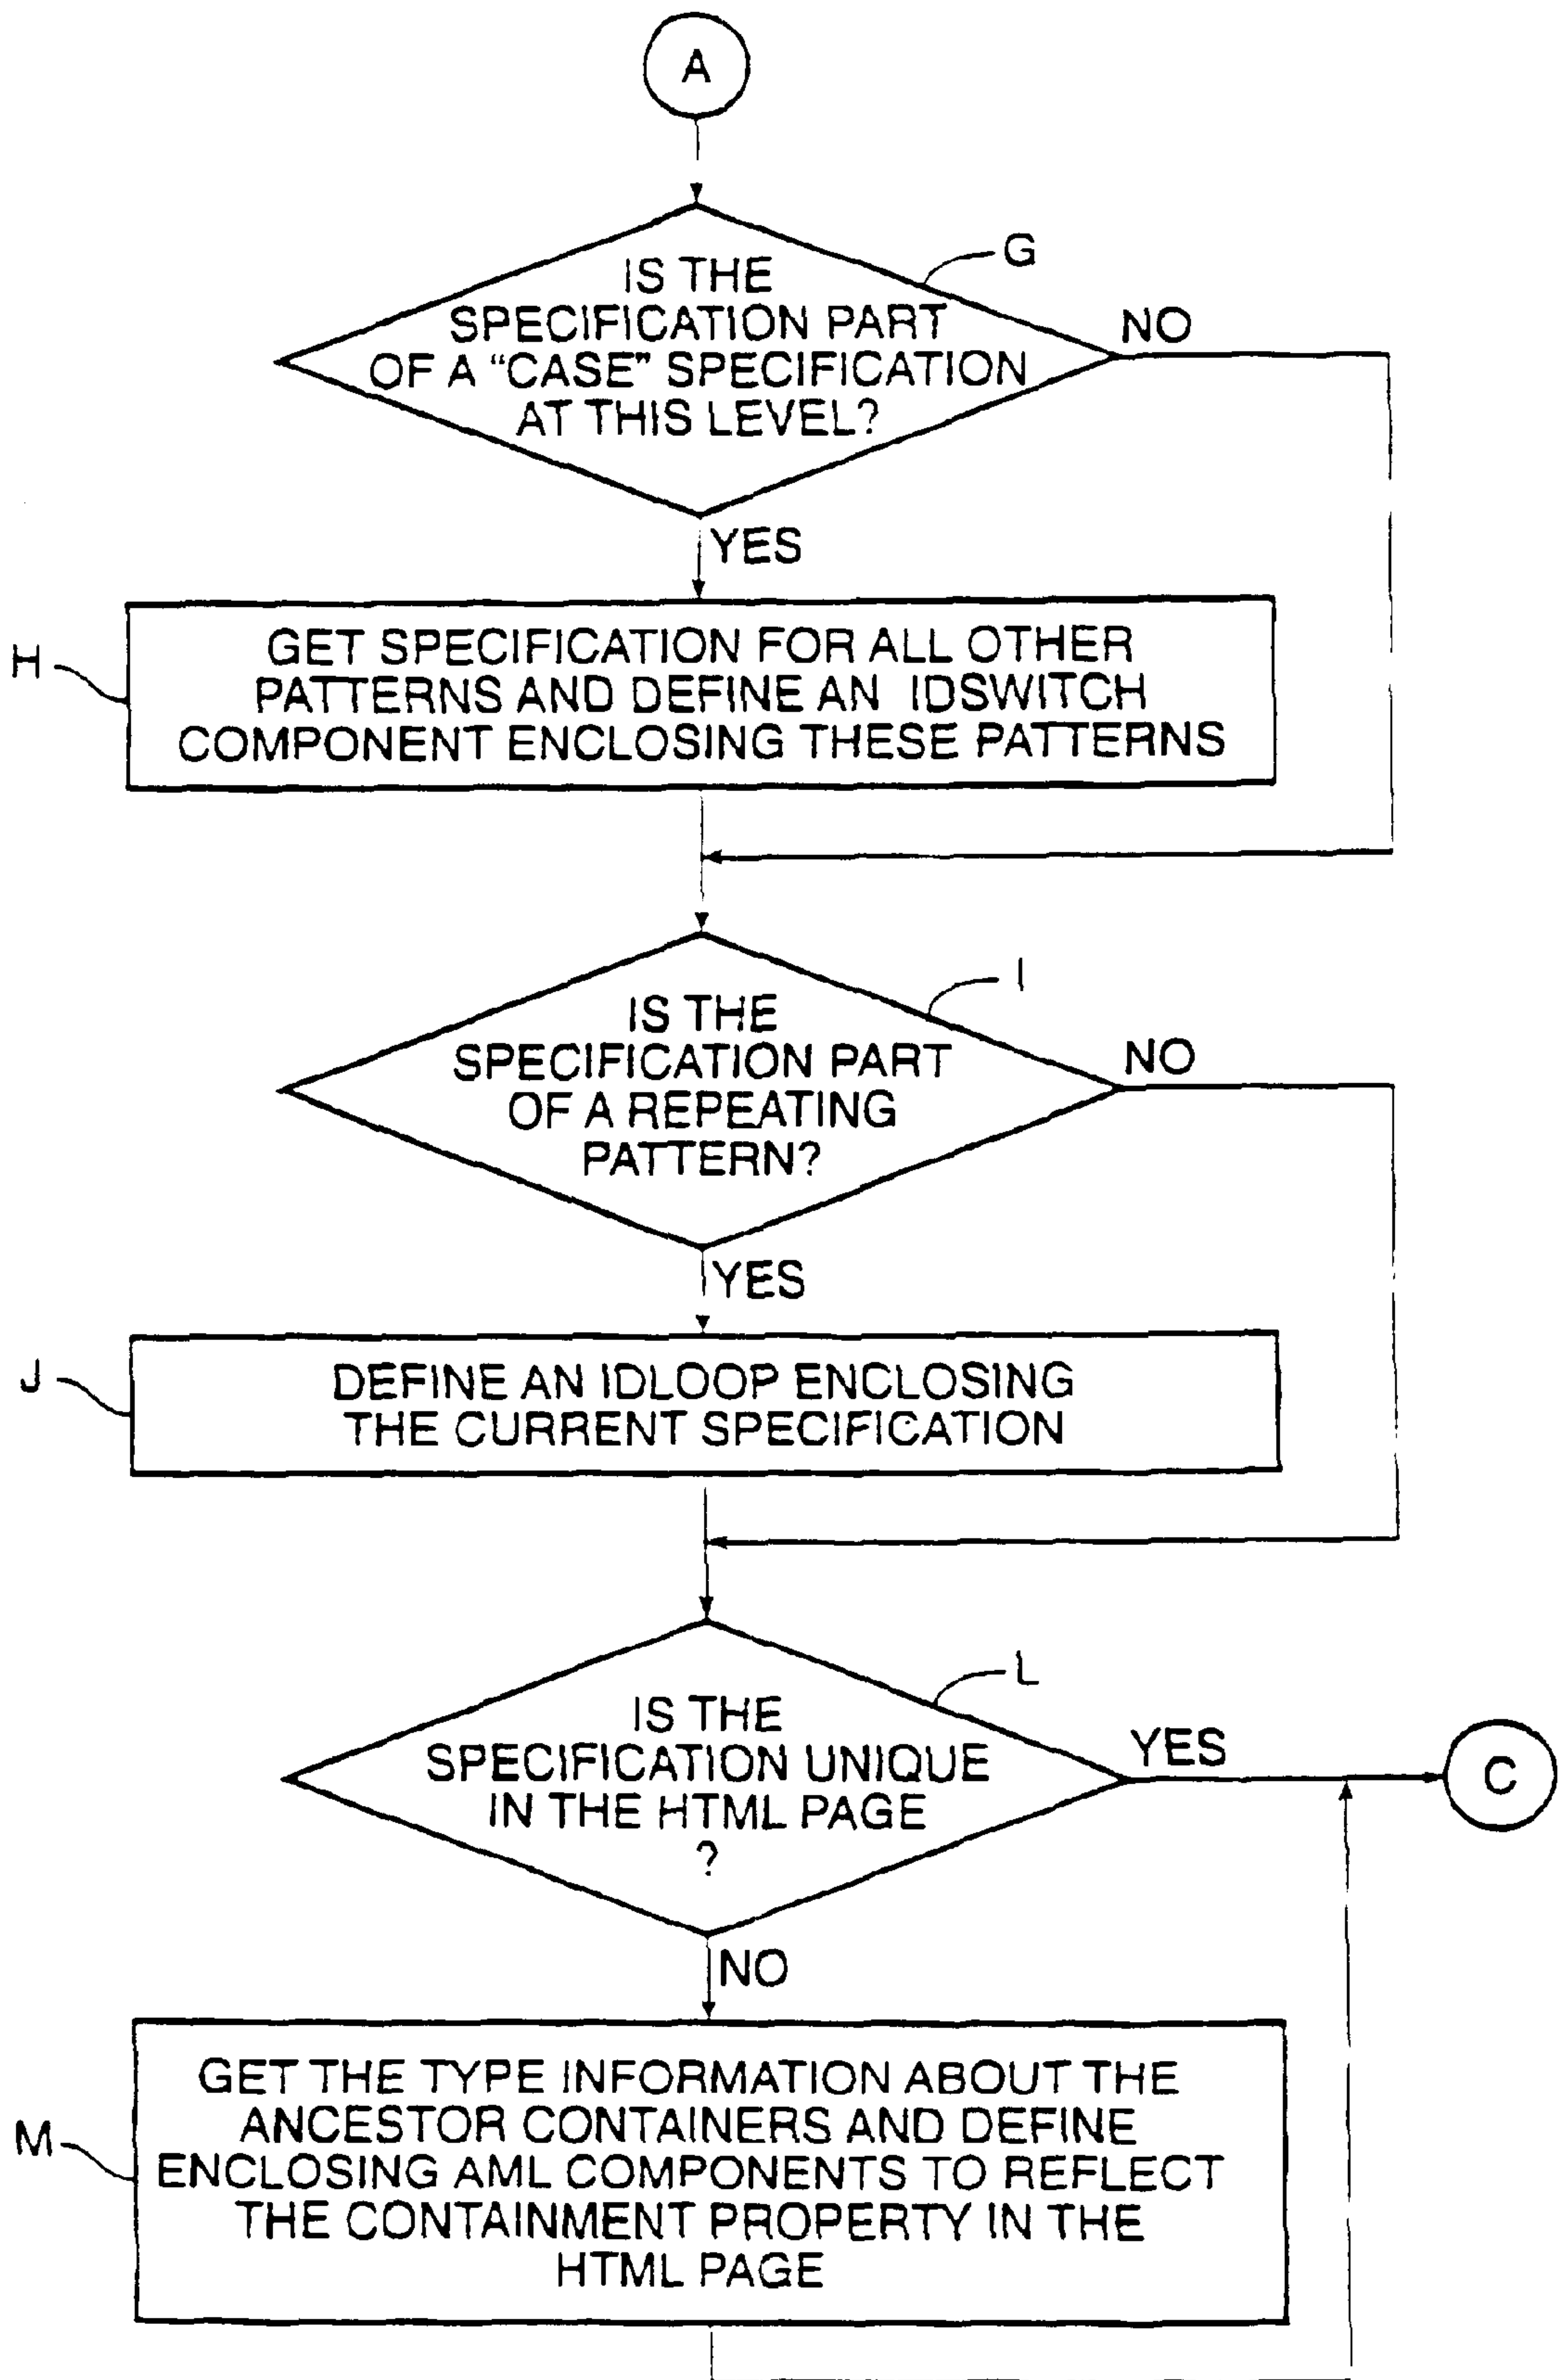 A
G
IS THE
SPECIFICATION PART
OF A “CASE” SPECIFICATION
AT THIS LEVEL?
NO
YES
H
GET SPECIFICATION FOR ALL OTHER
PATTERNS AND DEFINE AN IDSWITCH
COMPONENT ENCLOSING THESE PATTERNS
I
IS THE
SPECIFICATION PART
OF A REPEATING
PATTERN?
NO
YES
J
DEFINE AN IDLOOP ENCLOSING
THE CURRENT SPECIFICATION
L
IS THE
SPECIFICATION UNIQUE
IN THE HTML PAGE
?
YES
C
NO
M
GET THE TYPE INFORMATION ABOUT THE
ANCESTOR CONTAINERS AND DEFINE
ENCLOSING AML COMPONENTS TO REFLECT
THE CONTAINMENT PROPERTY IN THE
HTML PAGE